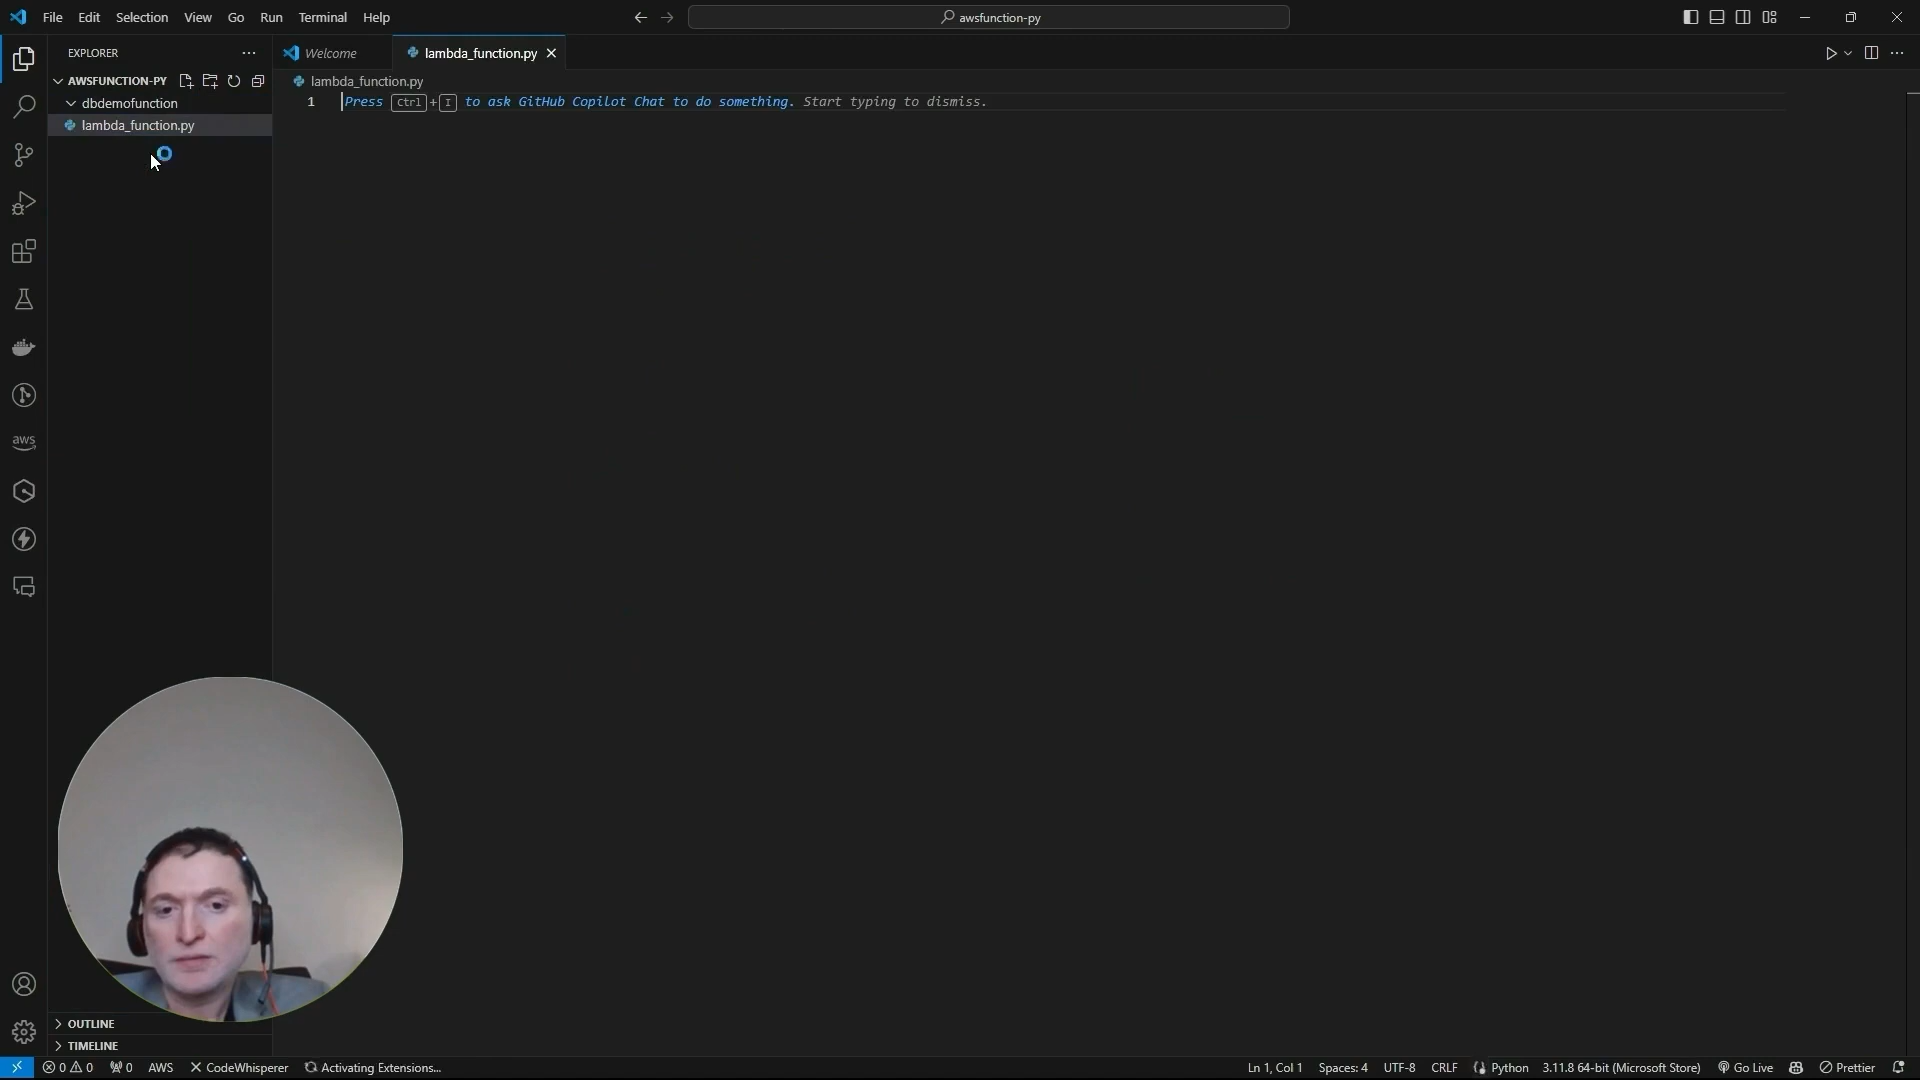 File Edit Selection View Go Run Terminal Help
awsfunction-py
EXPLORER
AWSFUNCTION-PY
dbdemofunction
lambda_function.py
Welcome
lambda_function.py
lambda_function.py
1
Press Ctrl + I to ask GitHub Copilot Chat to do something. Start typing to dismiss.
aws
OUTLINE
TIMELINE
0 0 0 AWS CodeWhisperer Activating Extensions... Ln 1, Col 1 Spaces: 4 UTF-8 CRLF Python 3.11.8 64-bit (Microsoft Store) Go Live Prettier